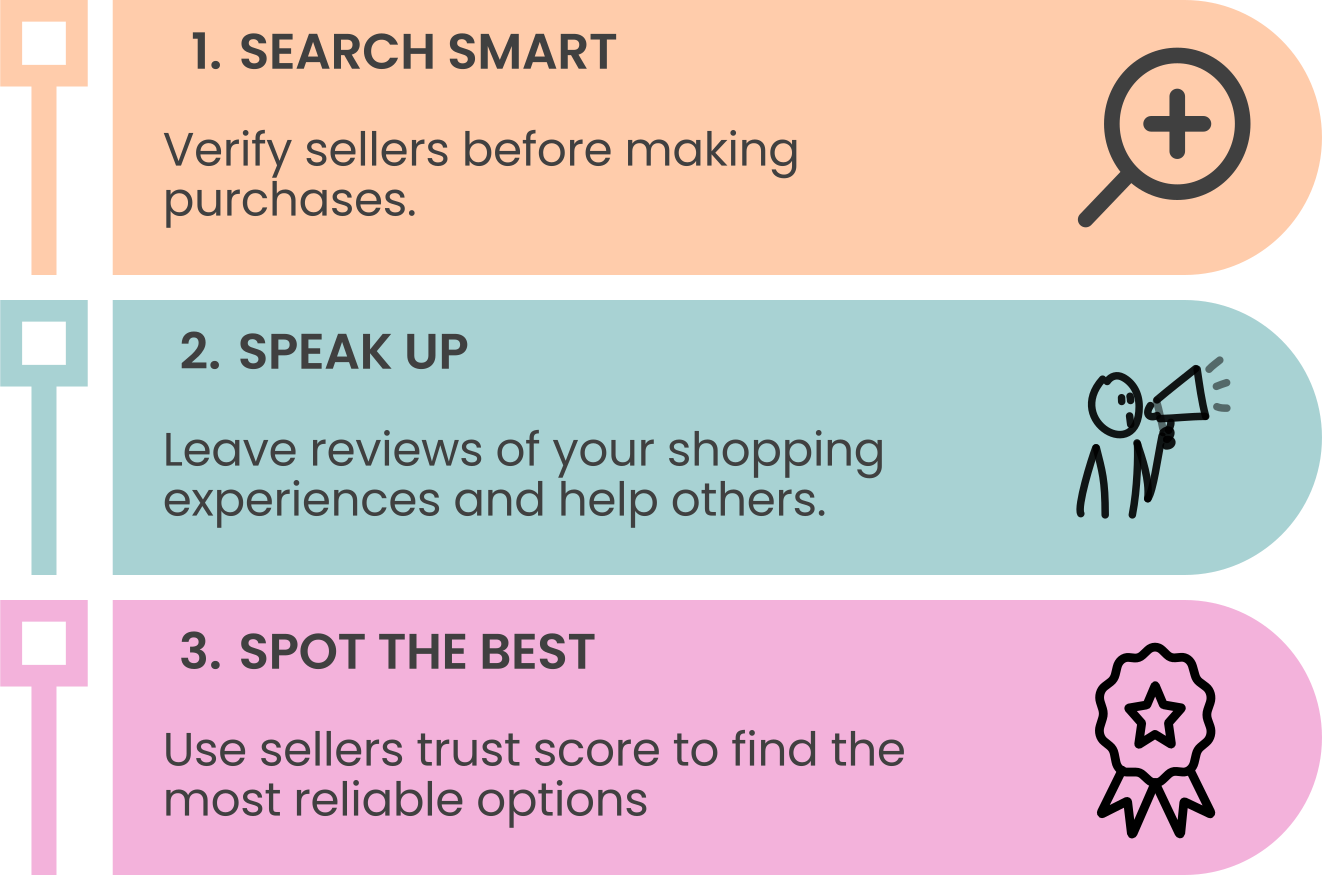 1. SEARCH SMART
Verify sellers before making
purchases.
2. SPEAK UP
Leave reviews of your shopping
experiences and help others.
3. SPOT THE BEST
Use sellers trust score to find the
most reliable options